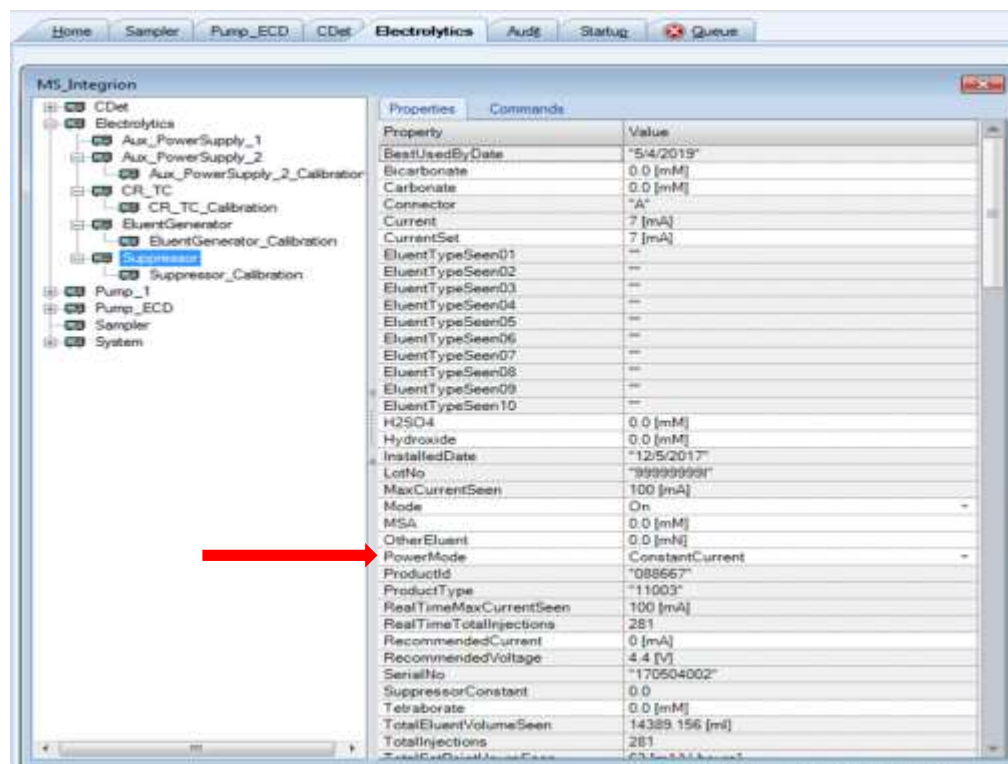 Home Sampler Pump_ECD CDet Electrolytics Audit Startup Queue
MS_Integrion
CDet
Electrolytics
Aux_PowerSupply_1
Aux_PowerSupply_2
Aux_PowerSupply_2_Calibration
CR_TC
CR_TC_Calibration
EluentGenerator
EluentGenerator_Calibration
Suppressor
Suppressor_Calibration
Pump_1
Pump_ECD
Sampler
System
Properties Commands
Property Value
BestUsedByDate "5/4/2019"
Bicarbonate 0.0 [mM]
Carbonate 0.0 [mM]
Connector "A"
Current 7 [mA]
CurrentSet 7 [mA]
EluentTypeSeen01 ""
EluentTypeSeen02 ""
EluentTypeSeen03 ""
EluentTypeSeen04 ""
EluentTypeSeen05 ""
EluentTypeSeen06 ""
EluentTypeSeen07 ""
EluentTypeSeen08 ""
EluentTypeSeen09 ""
EluentTypeSeen10 ""
H2SO4 0.0 [mM]
Hydroxide 0.0 [mM]
InstalledDate "12/5/2017"
LotNo
MaxCurrentSeen 100 [mA]
Mode On
MSA 0.0 [mM]
OtherEluent 0.0 [mN]
PowerMode ConstantCurrent
ProductId "088667"
ProductType "11003"
RealTimeMaxCurrentSeen 100 [mA]
RealTimeTotalInjections 281
RecommendedCurrent 0 [mA]
RecommendedVoltage 4.4 [V]
SerialNo "170504002"
SuppressorConstant 0.0
Tetraborate 0.0 [mM]
TotalEluentVolumeSeen 14389.156 [ml]
TotalInjections 281